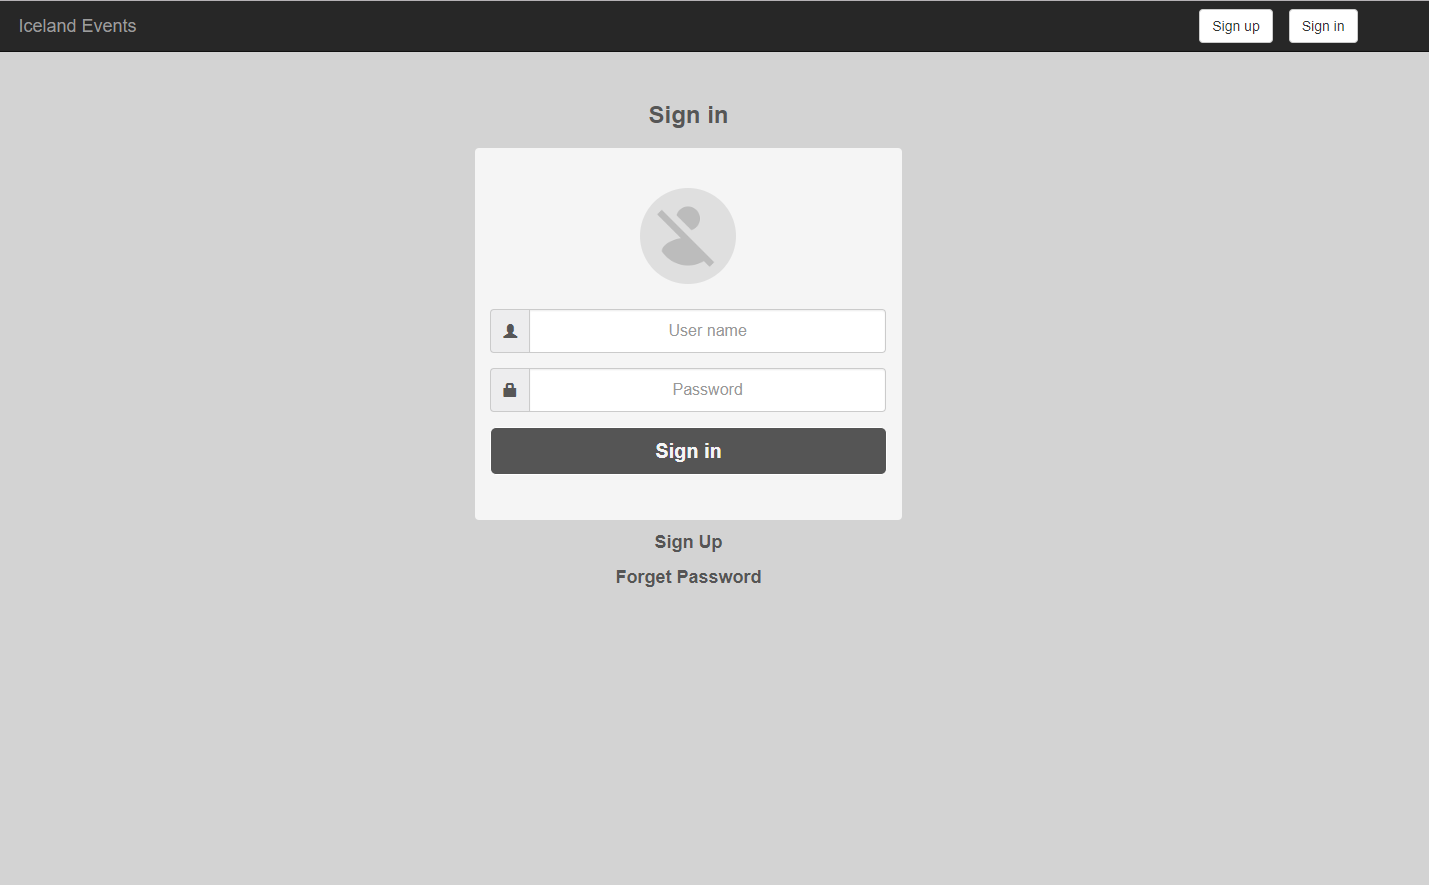 Iceland Events
Sign up
Sign in
Sign in
User name
Password
Sign in
Sign Up
Forget Password